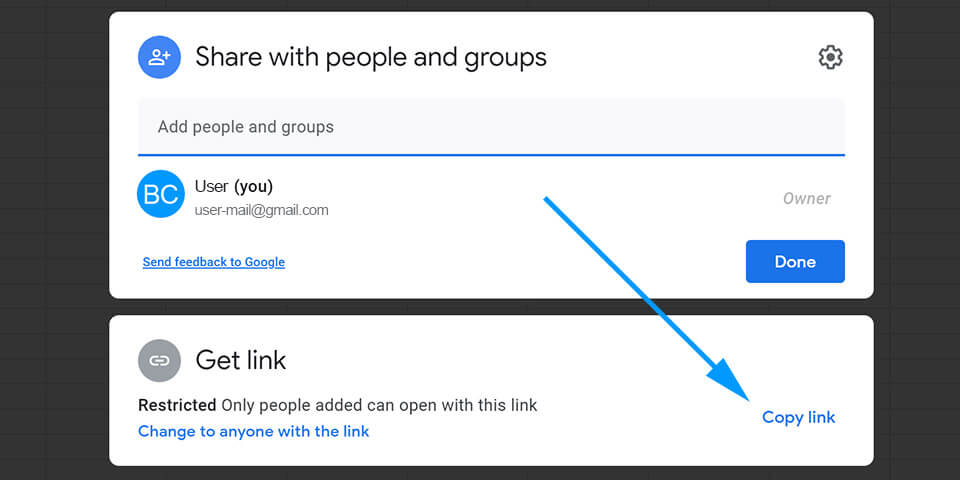 Share with people and groups
Add people and groups
BC
User (you)
user-mail@gmail.com
Owner
Send feedback to Google
Done
Get link
Restricted Only people added can open with this link
Change to anyone with the link
Copy link